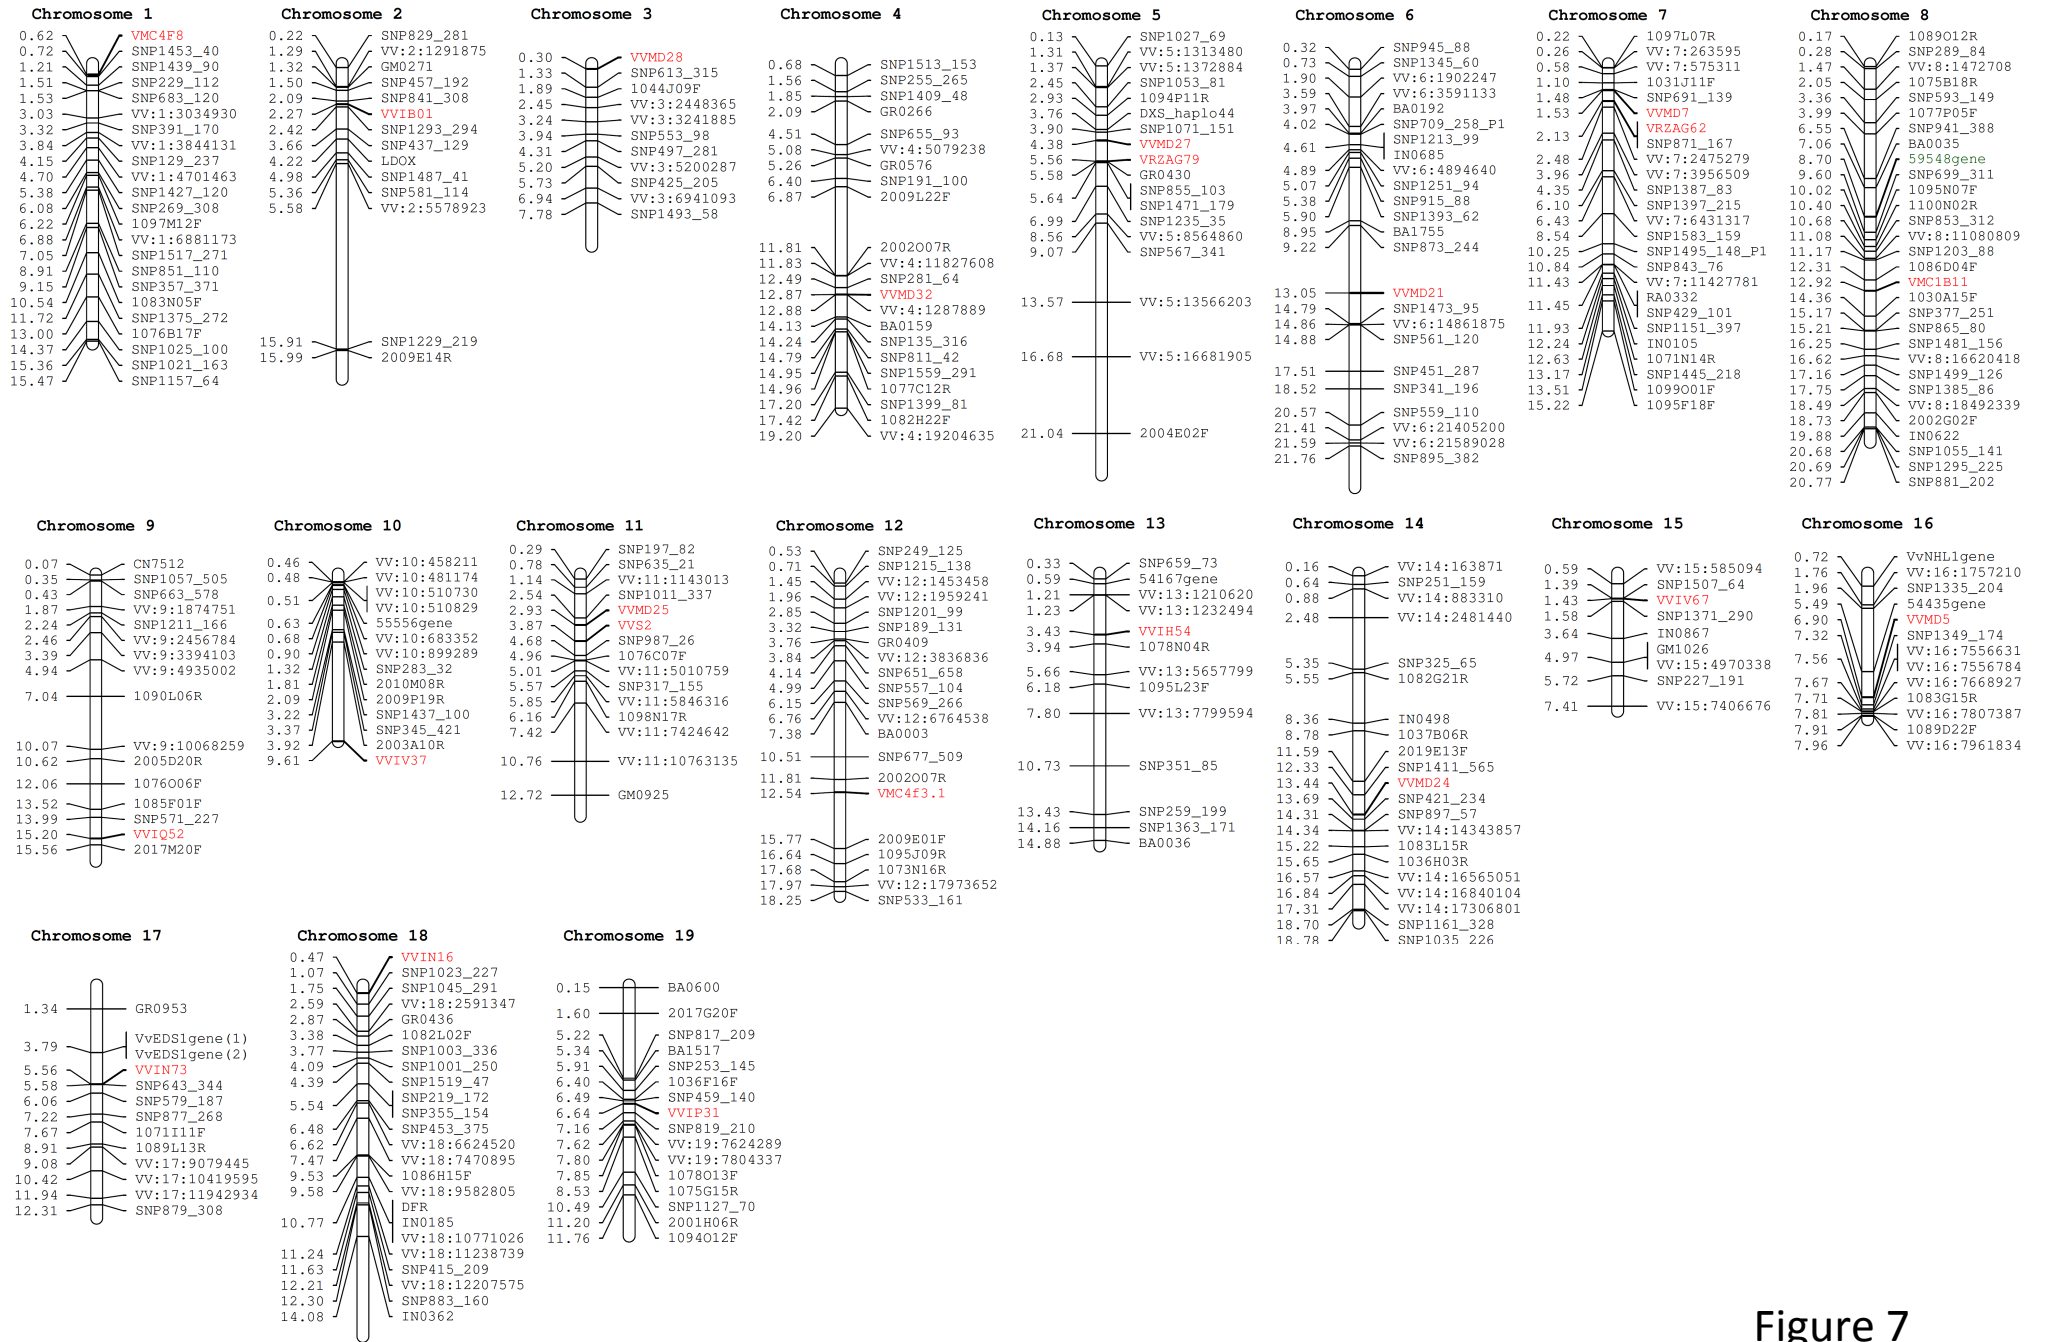 Chromosome 1
0.62 VMC4F8
0.72 SNP1453_40
1.21 SNP1439_90
1.51 SNP229_112
1.53 SNP683_120
3.03 VV:1:3034930
3.32 SNP391_170
3.84 VV:1:3844131
4.15 SNP129_237
4.70 VV:1:4701463
5.38 SNP1427_120
6.08 SNP269_308
6.22 1097M12F
6.88 VV:1:6881173
7.05 SNP1517_271
8.91 SNP851_110
9.15 SNP357_371
10.54 1083N05F
11.72 SNP1375_272
13.00 1076B17F
14.37 SNP1025_100
15.36 SNP1021_163
15.47 SNP1157_64
Chromosome 2
0.22 SNP829_281
1.29 VV:2:1291875
1.32 GM0271
1.50 SNP457_192
2.09 SNP841_308
2.27 VVIB01
2.42 SNP1293_294
3.66 SNP437_129
4.22 LDOX
4.98 SNP1487_41
5.36 SNP581_114
5.58 VV:2:5578923
15.91 SNP1229_219
15.99 2009E14R
Chromosome 3
0.30 VVMD28
1.33 SNP613_315
1.89 1044J09F
2.45 VV:3:2448365
3.24 VV:3:3241885
3.94 SNP553_98
4.31 SNP497_281
5.20 VV:3:5200287
5.73 SNP425_205
6.94 VV:3:6941093
7.78 SNP1493_58
Chromosome 4
0.68 SNP1513_153
1.56 SNP255_265
1.85 SNP1409_48
2.09 GR0266
4.51 SNP655_93
5.08 VV:4:5079238
5.26 GR0576
6.40 SNP191_100
6.87 2009L22F
11.81 2002O07R
11.83 VV:4:11827608
12.49 SNP281_64
12.87 VVMD32
12.88 VV:4:1287889
14.13 BA0159
14.24 SNP135_316
14.79 SNP811_42
14.95 SNP1559_291
14.96 1077C12R
17.20 SNP1399_81
17.42 1082H22F
19.20 VV:4:19204635
Chromosome 5
0.13 SNP1027_69
1.31 VV:5:1313480
1.37 VV:5:1372884
2.45 SNP1053_81
2.93 1094P11R
3.76 DXS_haplo44
3.90 SNP1071_151
4.38 VVMD27
5.56 VRZAG79
5.58 GR0430
5.64 SNP855_103
SNP1471_179
6.99 SNP1235_35
8.56 VV:5:8564860
9.07 SNP567_341
13.57 VV:5:13566203
16.68 VV:5:16681905
21.04 2004E02F
Chromosome 6
0.32 SNP945_88
0.73 SNP1345_60
1.90 VV:6:1902247
3.59 VV:6:3591133
3.97 BA0192
4.02 SNP709_258_P1
4.61 SNP1213_99
IN0685
4.89 VV:6:4894640
5.07 SNP1251_94
5.38 SNP915_88
5.90 SNP1393_62
8.95 BA1755
9.22 SNP873_244
13.05 VVMD21
14.79 SNP1473_95
14.86 VV:6:14861875
14.88 SNP561_120
17.51 SNP451_287
18.52 SNP341_196
20.57 SNP559_110
21.41 VV:6:21405200
21.59 VV:6:21589028
21.76 SNP895_382
Chromosome 7
0.22 1097L07R
0.26 VV:7:263595
0.58 VV:7:575311
1.10 1031J11F
1.48 SNP691_139
1.53 VVMD7
2.13 VRZAG62
SNP871_167
2.48 VV:7:2475279
3.96 VV:7:3956509
4.35 SNP1387_83
6.10 SNP1397_215
6.43 VV:7:6431317
8.54 SNP1583_159
10.25 SNP1495_148_P1
10.84 SNP843_76
11.43 VV:7:11427781
11.45 RA0332
SNP429_101
11.93 SNP1151_397
12.24 IN0105
12.63 1071N14R
13.17 SNP1445_218
13.51 1099O01F
15.22 1095F18F
Chromosome 8
0.17 1089O12R
0.28 SNP289_84
1.47 VV:8:1472708
2.05 1075B18R
3.36 SNP593_149
3.99 1077P05F
6.55 SNP941_388
7.06 BA0035
8.70 59548gene
9.60 SNP699_311
10.02 1095N07F
10.40 1100N02R
10.68 SNP853_312
11.08 VV:8:11080809
11.17 SNP1203_88
12.31 1086D04F
12.92 VMC1B11
14.36 1030A15F
15.17 SNP377_251
15.21 SNP865_80
16.25 SNP1481_156
16.62 VV:8:16620418
17.16 SNP1499_126
17.75 SNP1385_86
18.49 VV:8:18492339
18.73 2002G02F
19.88 IN0622
20.68 SNP1055_141
20.69 SNP1295_225
20.77 SNP881_202
Chromosome 9
0.07 CN7512
0.35 SNP1057_505
0.43 SNP663_578
1.87 VV:9:1874751
2.24 SNP1211_166
2.46 VV:9:2456784
3.39 VV:9:3394103
4.94 VV:9:4935002
7.04 1090L06R
10.07 VV:9:10068259
10.62 2005D20R
12.06 1076O06F
13.52 1085F01F
13.99 SNP571_227
15.20 VVIQ52
15.56 2017M20F
Chromosome 10
0.46 VV:10:458211
0.48 VV:10:481174
0.51 VV:10:510730
VV:10:510829
0.63 55556gene
0.68 VV:10:683352
0.90 VV:10:899289
1.32 SNP283_32
1.81 2010M08R
2.09 2009P19R
3.22 SNP1437_100
3.37 SNP345_421
3.92 2003A10R
9.61 VVIV37
Chromosome 11
0.29 SNP197_82
0.78 SNP635_21
1.14 VV:11:1143013
2.54 SNP1011_337
2.93 VVMD25
3.87 VVS2
4.68 SNP987_26
4.96 1076C07F
5.01 VV:11:5010759
5.57 SNP317_155
5.85 VV:11:5846316
6.16 1098N17R
7.42 VV:11:7424642
10.76 VV:11:10763135
12.72 GM0925
Chromosome 12
0.53 SNP249_125
0.71 SNP1215_138
1.45 VV:12:1453458
1.96 VV:12:1959241
2.85 SNP1201_99
3.32 SNP189_131
3.76 GR0409
3.84 VV:12:3836836
4.14 SNP651_658
4.99 SNP557_104
6.15 SNP569_266
6.76 VV:12:6764538
7.38 BA0003
10.51 SNP677_509
11.81 2002O07R
12.54 VMC4f3.1
15.77 2009E01F
16.64 1095J09R
17.68 1073N16R
17.97 VV:12:17973652
18.25 SNP533_161
Chromosome 13
0.33 SNP659_73
0.59 54167gene
1.21 VV:13:1210620
1.23 VV:13:1232494
3.43 VVIH54
3.94 1078N04R
5.66 VV:13:5657799
6.18 1095L23F
7.80 VV:13:7799594
10.73 SNP351_85
13.43 SNP259_199
14.16 SNP1363_171
14.88 BA0036
Chromosome 14
0.16 VV:14:163871
0.64 SNP251_159
0.88 VV:14:883310
2.48 VV:14:2481440
5.35 SNP325_65
5.55 1082G21R
8.36 IN0498
8.78 1037B06R
11.59 2019E13F
12.33 SNP1411_565
13.44 VVMD24
13.69 SNP421_234
14.31 SNP897_57
14.34 VV:14:14343857
15.22 1083L15R
15.65 1036H03R
16.57 VV:14:16565051
16.84 VV:14:16840104
17.31 VV:14:17306801
18.70 SNP1161_328
18.78 SNP1035_226
Chromosome 15
0.59 VV:15:585094
1.39 SNP1507_64
1.43 VVIV67
1.58 SNP1371_290
3.64 IN0867
4.97 GM1026
VV:15:4970338
5.72 SNP227_191
7.41 VV:15:7406676
Chromosome 16
0.72 VvNHL1gene
1.76 VV:16:1757210
1.96 SNP1335_204
5.49 54435gene
6.90 VVMD5
7.32 SNP1349_174
7.56 VV:16:7556631
VV:16:7556784
7.67 VV:16:7668927
7.71 1083G15R
7.81 VV:16:7807387
7.91 1089D22F
7.96 VV:16:7961834
Chromosome 17
1.34 GR0953
3.79 VvEDS1gene(1)
VvEDS1gene(2)
5.56 VVIN73
5.58 SNP643_344
6.06 SNP579_187
7.22 SNP877_268
7.67 1071I11F
8.91 1089L13R
9.08 VV:17:9079445
10.42 VV:17:10419595
11.94 VV:17:11942934
12.31 SNP879_308
Chromosome 18
0.47 VVIN16
1.07 SNP1023_227
1.75 SNP1045_291
2.59 VV:18:2591347
2.87 GR0436
3.38 1082L02F
3.77 SNP1003_336
4.09 SNP1001_250
4.39 SNP1519_47
5.54 SNP219_172
SNP355_154
6.48 SNP453_375
6.62 VV:18:6624520
7.47 VV:18:7470895
9.53 1086H15F
9.58 VV:18:9582805
DFR
10.77 IN0185
VV:18:10771026
11.24 VV:18:11238739
11.63 SNP415_209
12.21 VV:18:12207575
12.30 SNP883_160
14.08 IN0362
Chromosome 19
0.15 BA0600
1.60 2017G20F
5.22 SNP817_209
5.34 BA1517
5.91 SNP253_145
6.40 1036F16F
6.49 SNP459_140
6.64 VVIP31
7.16 SNP819_210
7.62 VV:19:7624289
7.80 VV:19:7804337
7.85 1078O13F
8.53 1075G15R
10.49 SNP1127_70
11.20 2001H06R
11.76 1094O12F
Figure 7